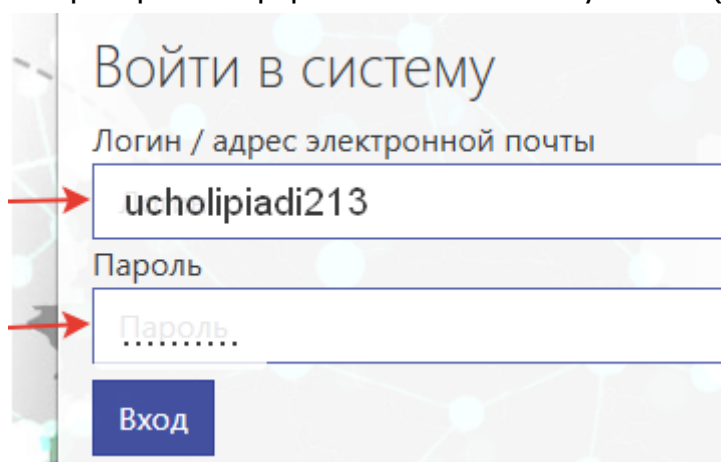 Войти в систему
Логин / адрес электронной почты
ucholipiadi213
Пароль
Пароль
..........
Вход